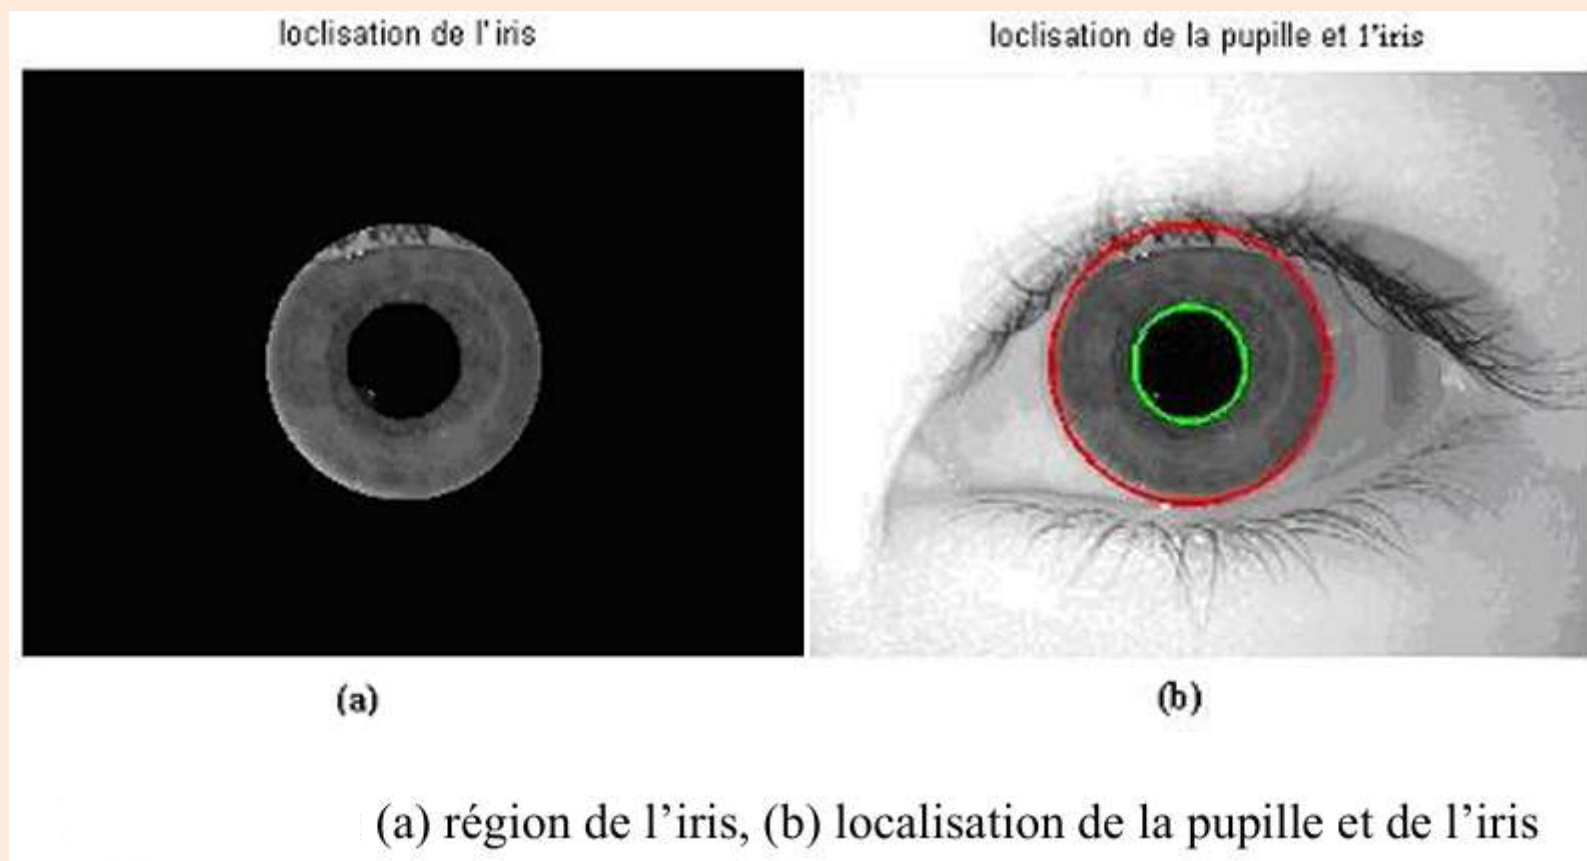 loclisation de l'iris
loclisation de la pupille et l'iris
(a)
(b)
(a) région de l'iris, (b) localisation de la pupille et de l'iris